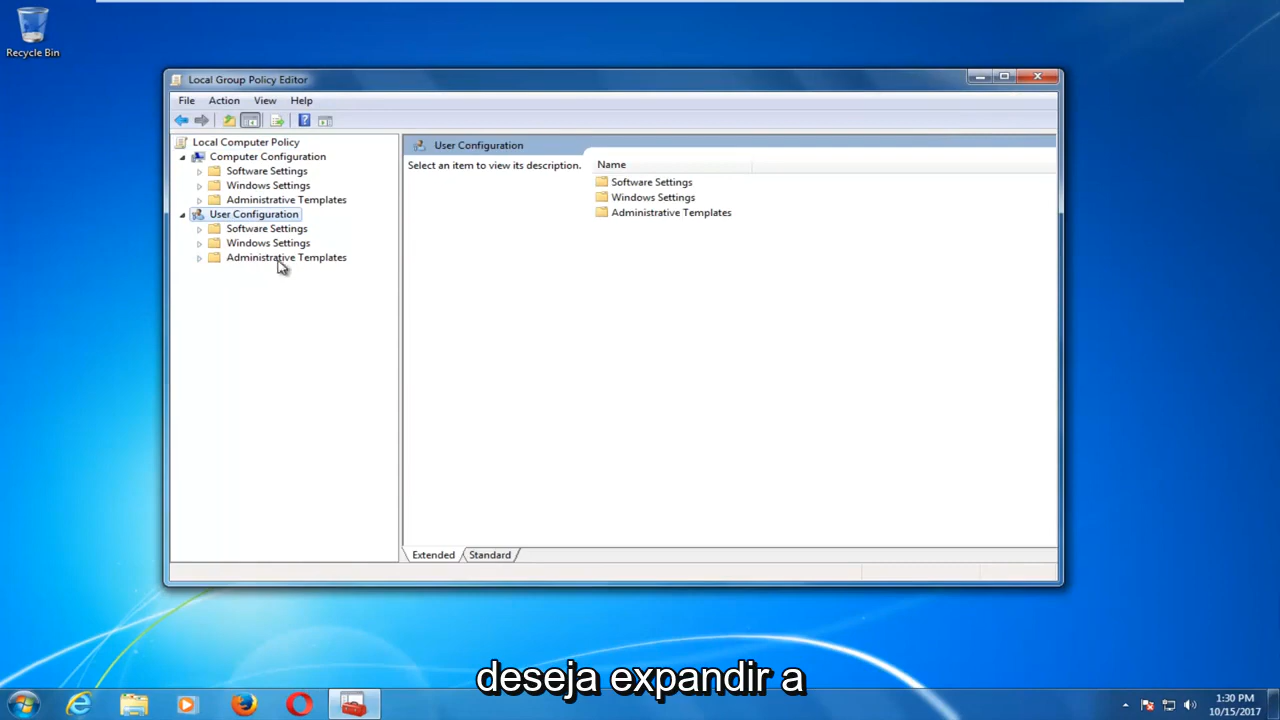 Recycle Bin
Local Group Policy Editor
File Action View Help
Local Computer Policy
Computer Configuration
Software Settings
Windows Settings
Administrative Templates
User Configuration
Software Settings
Windows Settings
Administrative Templates
User Configuration
Select an item to view its description.
Name
Software Settings
Windows Settings
Administrative Templates
Extended Standard
deseja expandir a
1:30 PM
10/15/2017